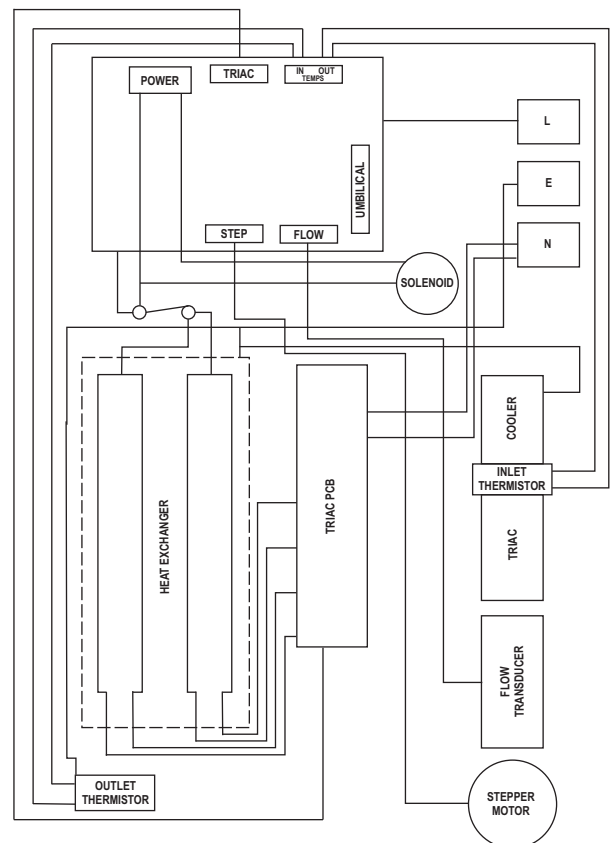 POWER
TRIAC
IN OUT
TEMPS
L
UMBILICAL
E
STEP
FLOW
N
SOLENOID
HEAT EXCHANGER
TRIAC PCB
COOLER
INLET
THERMISTOR
TRIAC
FLOW
TRANSDUCER
OUTLET
THERMISTOR
STEPPER
MOTOR